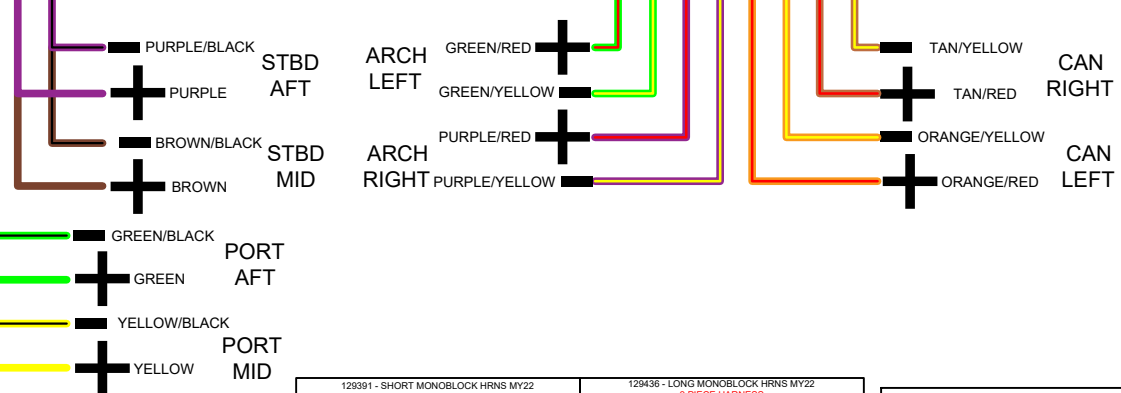 PURPLE/BLACK
PURPLE
STBD
AFT
BROWN/BLACK
BROWN
STBD
MID
GREEN/BLACK
GREEN
PORT
AFT
YELLOW/BLACK
YELLOW
PORT
MID
ARCH
LEFT
GREEN/RED
GREEN/YELLOW
ARCH
RIGHT
PURPLE/RED
PURPLE/YELLOW
TAN/YELLOW
TAN/RED
CAN
RIGHT
ORANGE/YELLOW
ORANGE/RED
CAN
LEFT
129391 - SHORT MONOBLOCK HRNS MY22
129436 - LONG MONOBLOCK HRNS MY22